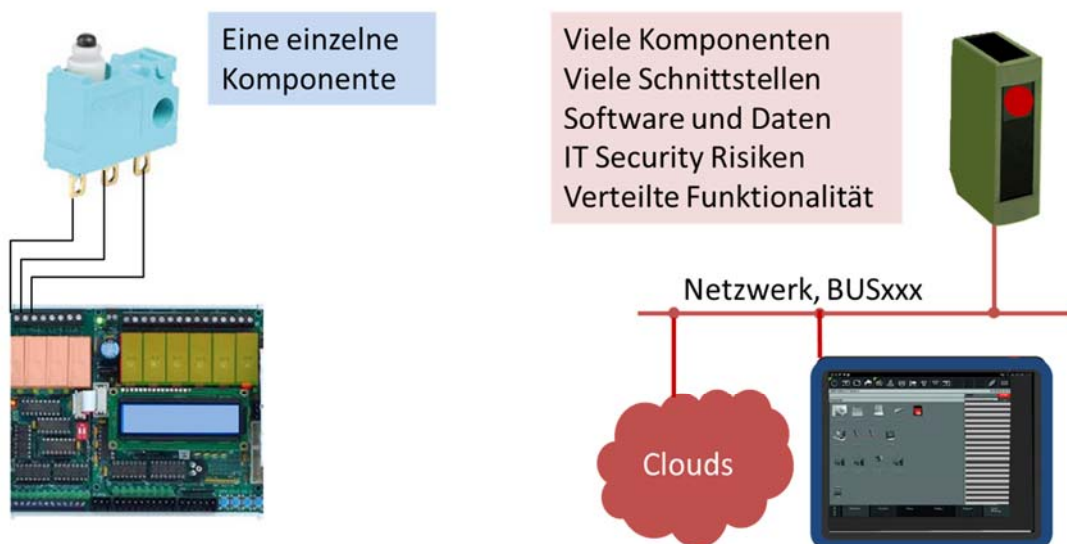 Eine einzelne
Komponente
Viele Komponenten
Viele Schnittstellen
Software und Daten
IT Security Risiken
Verteilte Funktionalität
Netzwerk, BUSxxx
Clouds